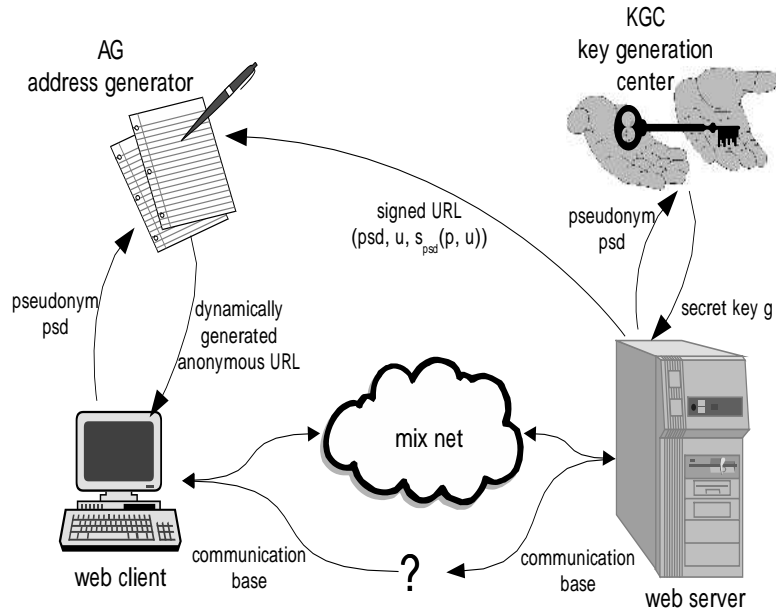 AG
address generator
KGC
key generation
center
signed URL
(psd, u, s_psd(p, u))
pseudonym
psd
secret key g
pseudonym
psd
dynamically
generated
anonymous URL
mix net
communication
base
?
communication
base
web client
web server